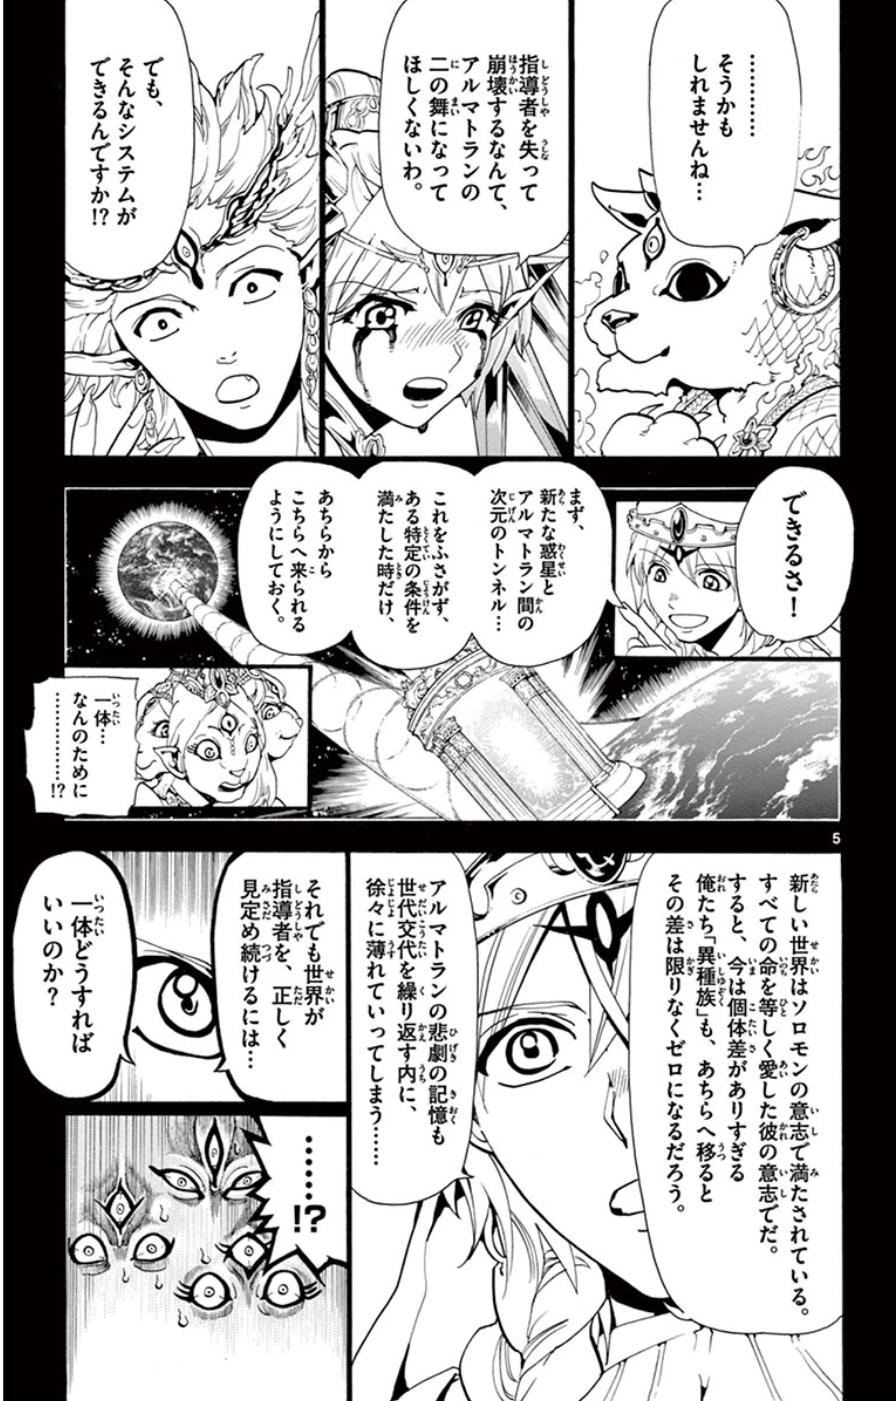 …………
そうかも
しれませんね…
指導者を失って
崩壊するなんて、
アルマトランの
二の舞になって
ほしくないわ。
でも、
そんなシステムが
できるんですか!?
できるさ！
まず、
新たな惑星と
アルマトラン間の
次元のトンネル…
これをふさがず、
ある特定の条件を
満たした時だけ、
あちらから
こちらへ来られる
ようにしておく。
一体…
なんのために
…………!?
5
新しい世界はソロモンの意志で満たされている。
すべての命を等しく愛した彼の意志でだ。
すると、今は個体差がありすぎる
俺たち「異種族」も、あちらへ移ると
その差は限りなくゼロになるだろう。
アルマトランの悲劇の記憶も
世代交代を繰り返す内に、
徐々に薄れていってしまう……
それでも世界が
指導者を、正しく
見定め続けるには…
一体どうすれば
いいのか？
……!?